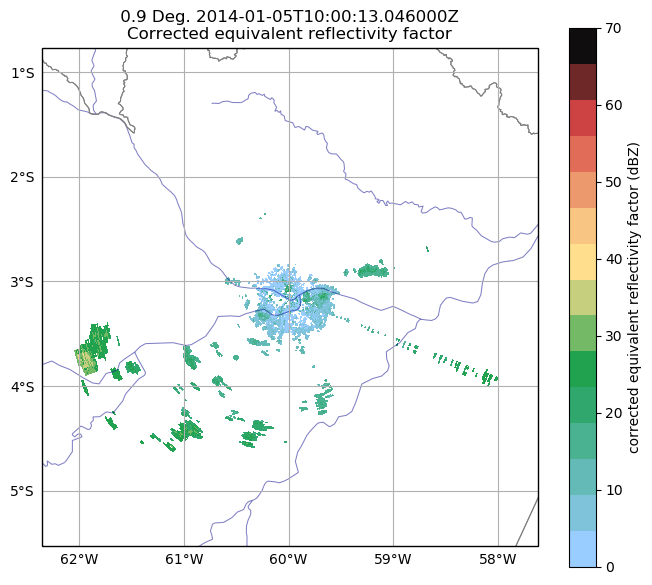 0.9 Deg. 2014-01-05T10:00:13.046000Z
Corrected equivalent reflectivity factor
1°S
2°S
3°S
4°S
5°S
62°W
61°W
60°W
59°W
58°W
70
60
50
40
30
20
10
0
corrected equivalent reflectivity factor (dBZ)